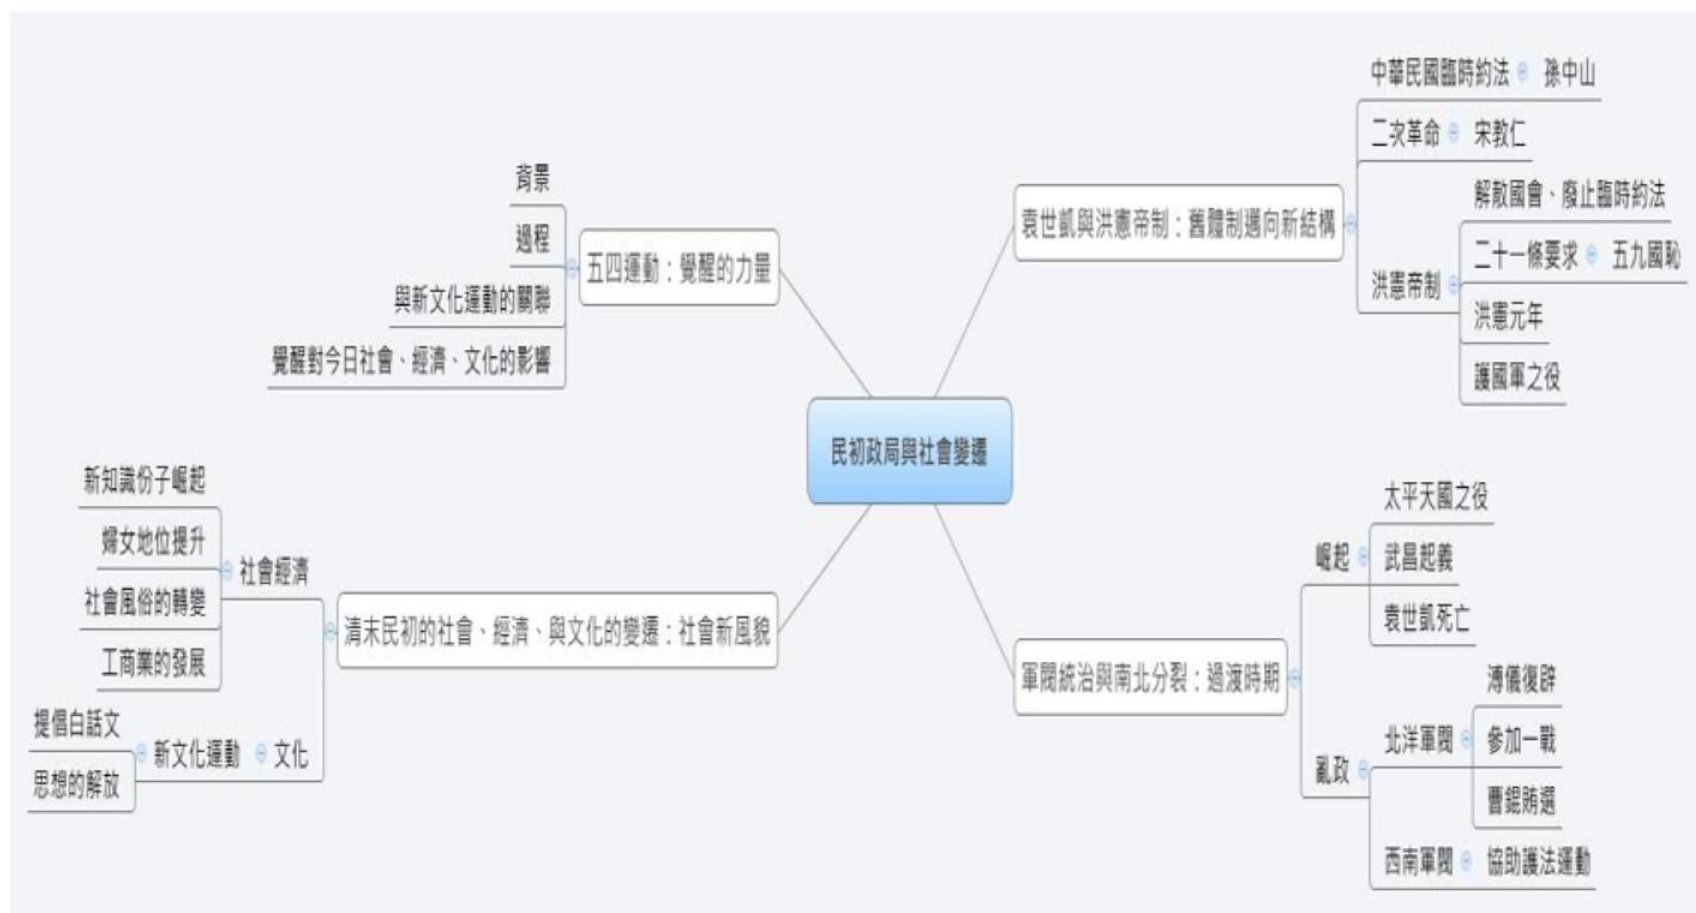 民初政局與社會變遷
袁世凱與洪憲帝制：舊體制邁向新結構
中華民國臨時約法
孫中山
二次革命
宋教仁
洪憲帝制
解散國會、廢止臨時約法
二十一條要求
五九國恥
洪憲元年
護國軍之役
軍閥統治與南北分裂：過渡時期
崛起
太平天國之役
武昌起義
袁世凱死亡
亂政
北洋軍閥
溥儀復辟
參加一戰
曹錕賄選
西南軍閥
協助護法運動
五四運動：覺醒的力量
背景
過程
與新文化運動的關聯
覺醒對今日社會、經濟、文化的影響
清末民初的社會、經濟、與文化的變遷：社會新風貌
社會經濟
新知識份子崛起
婦女地位提升
社會風俗的轉變
工商業的發展
文化
新文化運動
提倡白話文
思想的解放